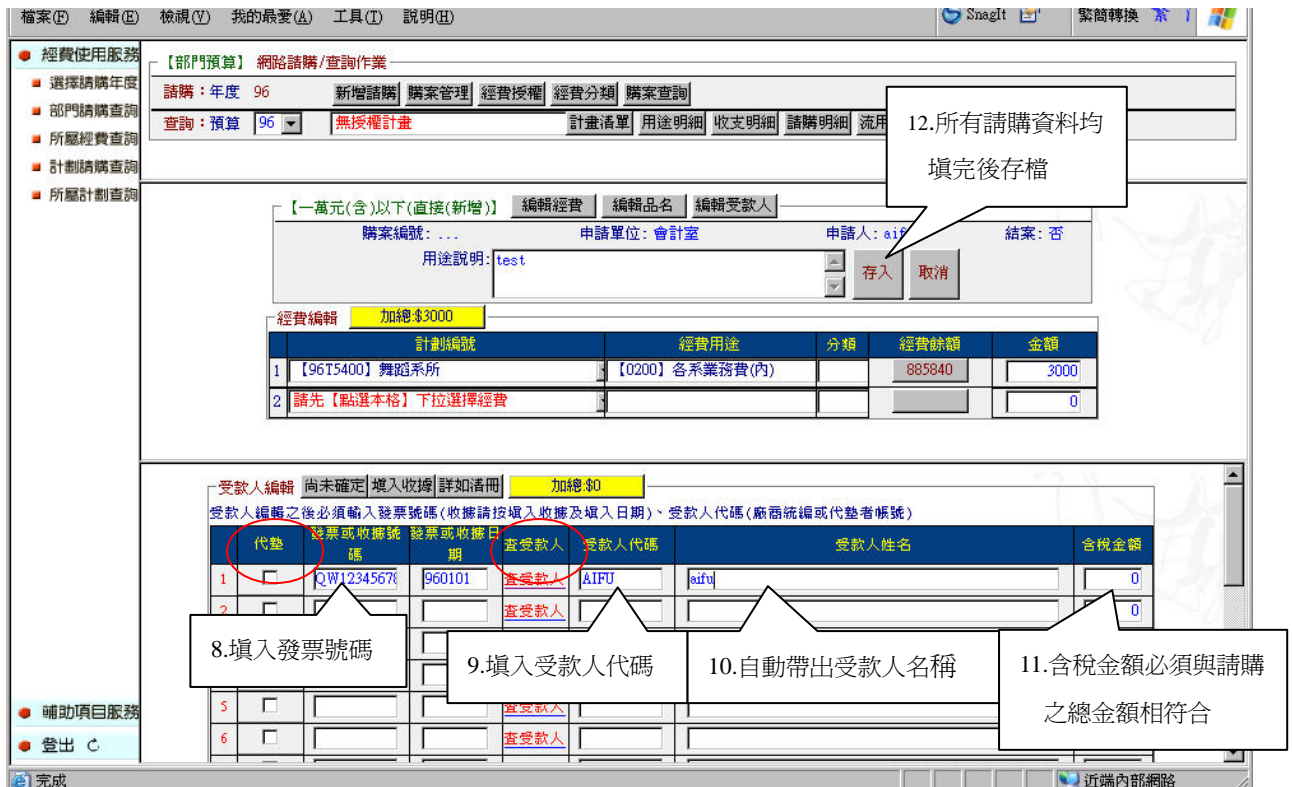 檔案(F) 編輯(E) 檢視(V) 我的最愛(A) 工具(T) 說明(H) SnagIt 繁簡轉換 繁
經費使用服務
選擇請購年度
部門請購查詢
所屬經費查詢
計劃請購查詢
所屬計劃查詢
輔助項目服務
登出
【部門預算】 網路請購/查詢作業
請購：年度 96 新增請購 購案管理 經費授權 經費分類 購案查詢
查詢：預算 96 無授權計畫 計畫清單 用途明細 收支明細 請購明細 流用
12.所有請購資料均
填完後存檔
【一萬元(含)以下(直接(新增)】 編輯經費 編輯品名 編輯受款人
購案編號: ... 申請單位: 會計室 申請人: aif 結案: 否
用途說明: test 存入 取消
經費編輯 加總:$3000
計劃編號 經費用途 分類 經費餘額 金額
1 【96T5400】舞蹈系所 【0200】各系業務費(內) 885840 3000
2 請先【點選本格】下拉選擇經費 0
受款人編輯 尚未確定 填入收據 詳如清冊 加總:$0
受款人編輯之後必須輸入發票號碼(收據請按填入收據及填入日期)、受款人代碼(廠商統編或代墊者帳號)
代墊 發票或收據號碼 發票或收據日期 查受款人 受款人代碼 受款人姓名 含稅金額
1 QW12345678 960101 查受款人 AIFU aifu 0
2 查受款人 0
8.填入發票號碼
9.填入受款人代碼
10.自動帶出受款人名稱
11.含稅金額必須與請購
之總金額相符合
5 查受款人
6 查受款人
完成 近端內部網路